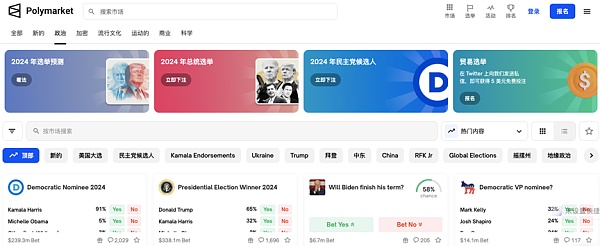 Polymarket
搜索市场
市场
选举
活动
排名
登录
报名
全部 新的 政治 加密 流行文化 运动的 商业 科学
2024 年选举预测
看法
2024 年总统选举
立即下注
2024 年民主党候选人
立即下注
贸易选举
在 Twitter 上向我们发送私
信，即可获得 5 美元免费投注
报名
按市场搜索
热门内容
顶部 新的 美国大选 民主党候选人 Kamala Endorsements Ukraine Trump 拜登 中东 China RFK Jr Global Elections 摇摆州 地缘政治
Democratic Nominee 2024
Kamala Harris 91% Yes No
Michelle Obama 5% Yes No
$239.3m Bet 2,029
Presidential Election Winner 2024
Donald Trump 65% Yes No
Kamala Harris 32% Yes No
$338.1m Bet 1,696
Will Biden finish his term?
58%
chance
Bet Yes
Bet No
$6.7m Bet 205
Democratic VP nominee?
Mark Kelly 32%
Josh Shapiro 24% Yes No
$14.1m Bet 117